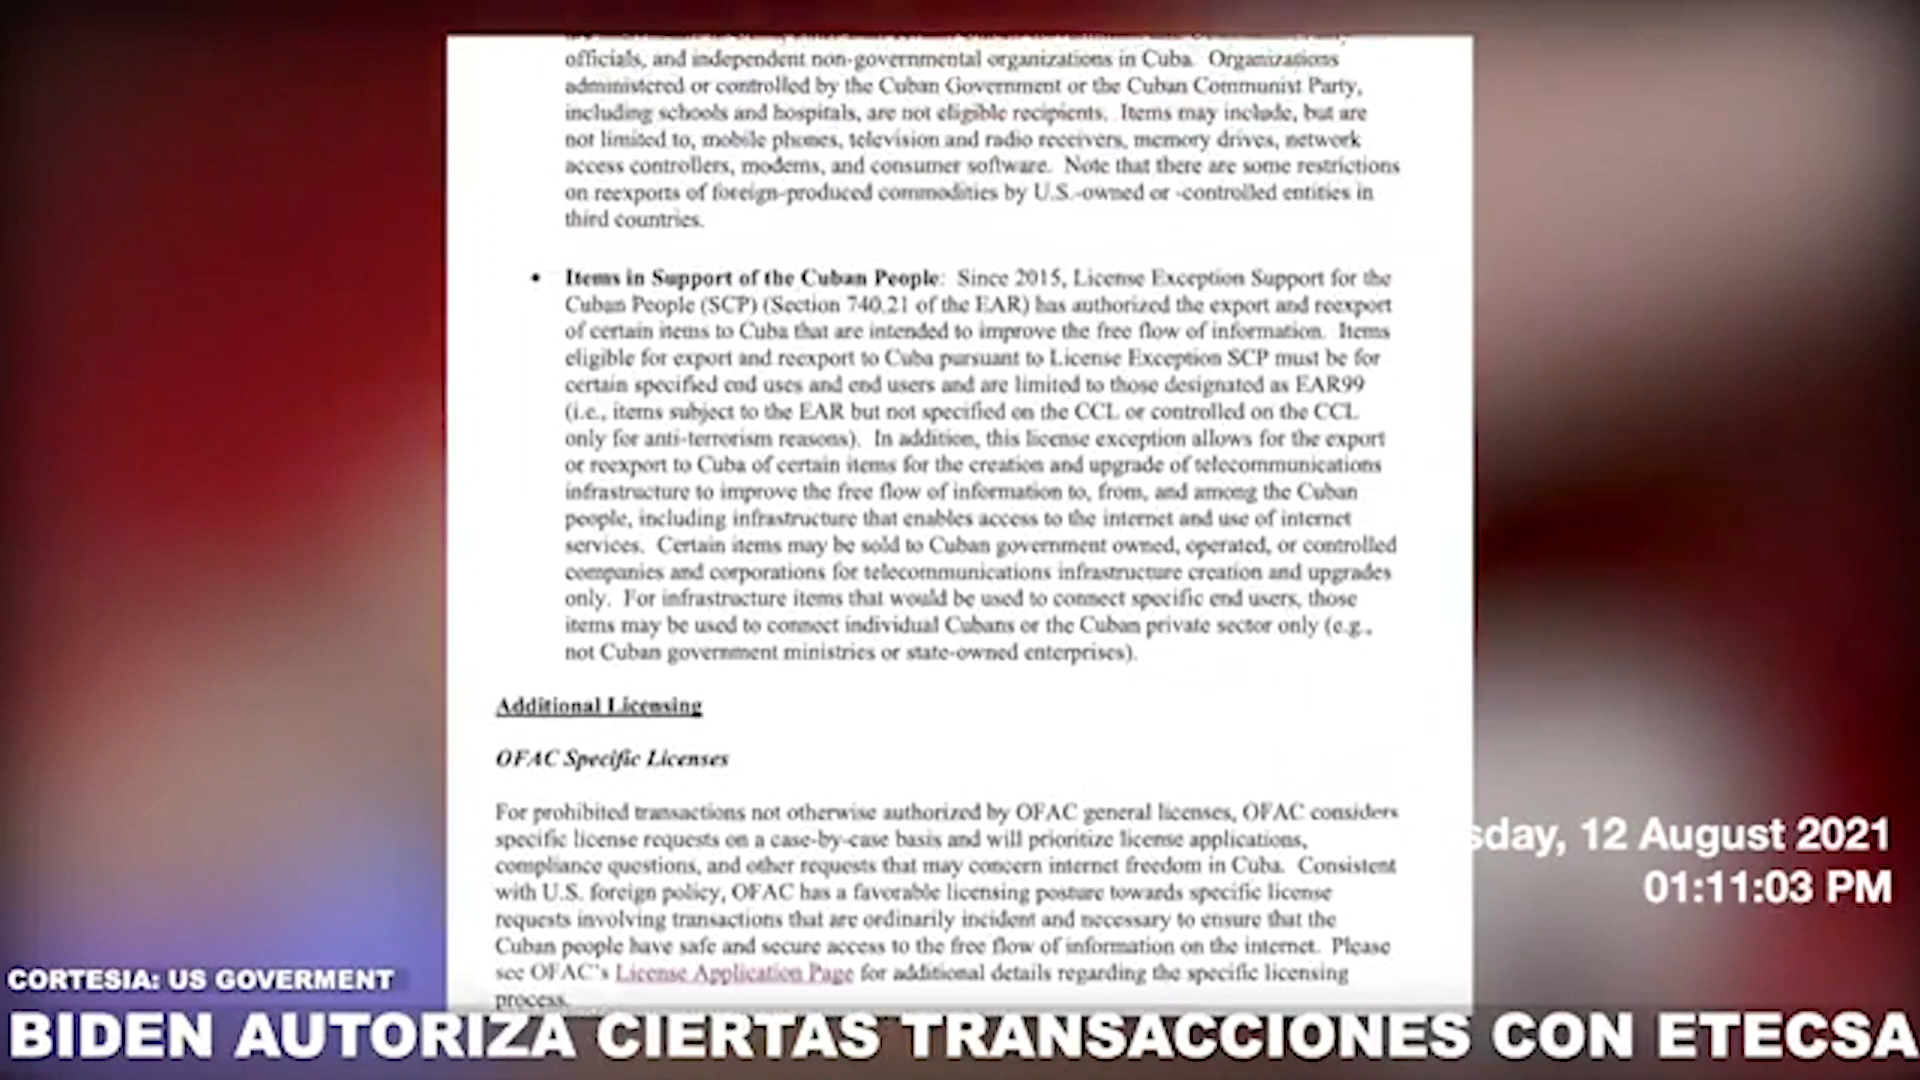 officials, and independent non-governmental organizations in Cuba. Organizations
administered or controlled by the Cuban Government or the Cuban Communist Party,
including schools and hospitals, are not eligible recipients. Items may include, but are
not limited to, mobile phones, television and radio receivers, memory drives, network
access controllers, modems, and consumer software. Note that there are some restrictions
on reexports of foreign-produced commodities by U.S.-owned or -controlled entities in
third countries.
• Items in Support of the Cuban People: Since 2015, License Exception Support for the
Cuban People (SCP) (Section 740.21 of the EAR) has authorized the export and reexport
of certain items to Cuba that are intended to improve the free flow of information. Items
eligible for export and reexport to Cuba pursuant to License Exception SCP must be for
certain specified end uses and end users and are limited to those designated as EAR99
(i.e., items subject to the EAR but not specified on the CCL or controlled on the CCL
only for anti-terrorism reasons). In addition, this license exception allows for the export
or reexport to Cuba of certain items for the creation and upgrade of telecommunications
infrastructure to improve the free flow of information to, from, and among the Cuban
people, including infrastructure that enables access to the internet and use of internet
services. Certain items may be sold to Cuban government owned, operated, or controlled
companies and corporations for telecommunications infrastructure creation and upgrades
only. For infrastructure items that would be used to connect specific end users, those
items may be used to connect individual Cubans or the Cuban private sector only (e.g.,
not Cuban government ministries or state-owned enterprises).
Additional Licensing
OFAC Specific Licenses
For prohibited transactions not otherwise authorized by OFAC general licenses, OFAC considers
specific license requests on a case-by-case basis and will prioritize license applications,
compliance questions, and other requests that may concern internet freedom in Cuba. Consistent
with U.S. foreign policy, OFAC has a favorable licensing posture towards specific license
requests involving transactions that are ordinarily incident and necessary to ensure that the
Cuban people have safe and secure access to the free flow of information on the internet. Please
see OFAC's License Application Page for additional details regarding the specific licensing
process.
sday, 12 August 2021
01:11:03 PM
CORTESIA: US GOVERMENT
BIDEN AUTORIZA CIERTAS TRANSACCIONES CON ETECSA